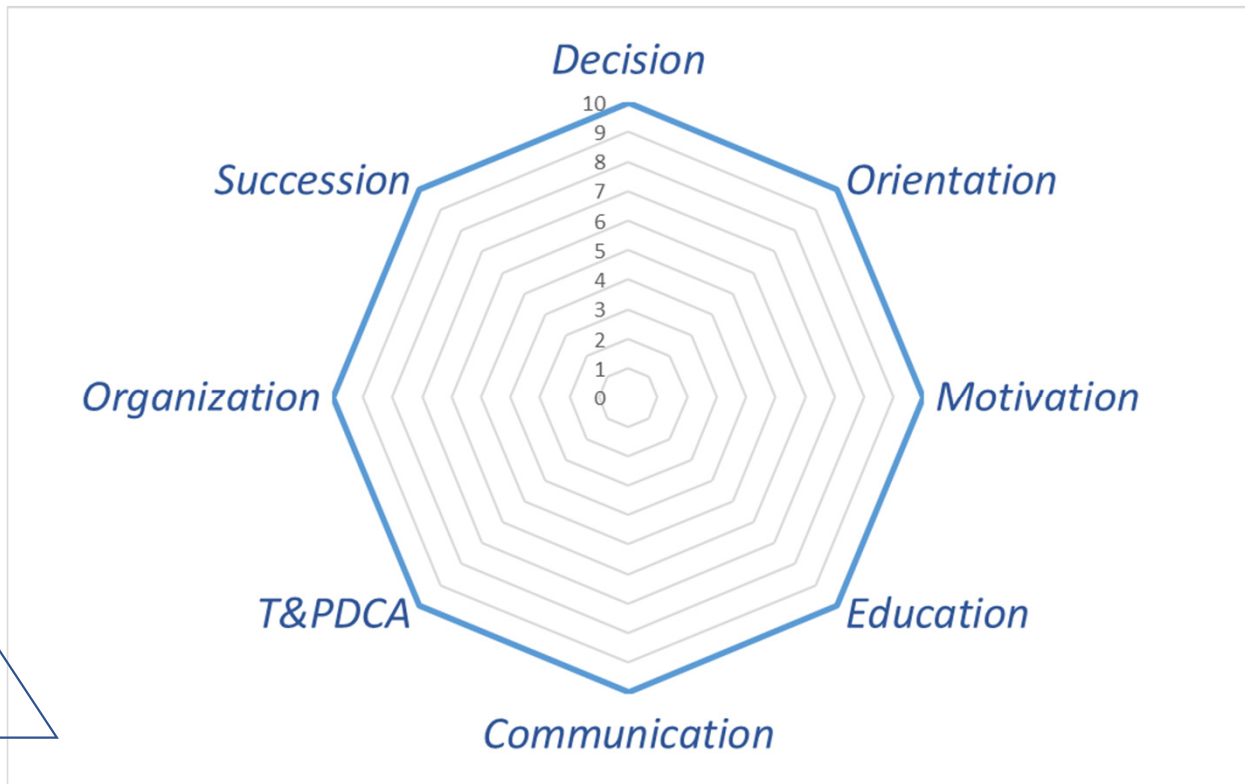 Decision
10
9
8
7
6
5
4
3
2
1
0
Succession
Orientation
Organization
Motivation
T&PDCA
Education
Communication